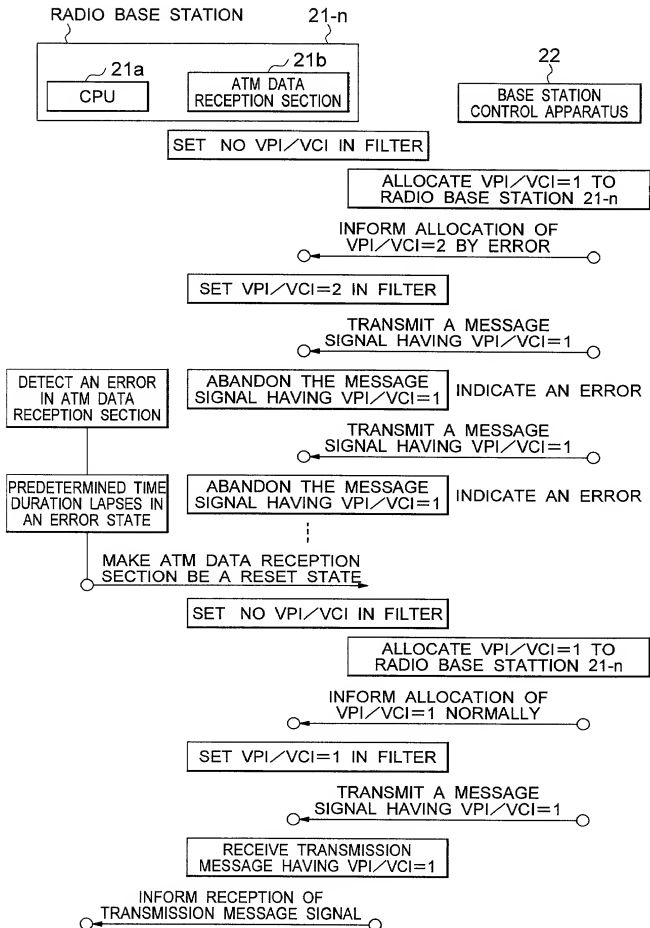 RADIO BASE STATION
21-n
21a
21b
22
CPU
ATM DATA
RECEPTION SECTION
BASE STATION
CONTROL APPARATUS
SET NO VPI/VCI IN FILTER
ALLOCATE VPI/VCI=1 TO
RADIO BASE STATION 21-n
INFORM ALLOCATION OF
VPI/VCI=2 BY ERROR
SET VPI/VCI=2 IN FILTER
TRANSMIT A MESSAGE
SIGNAL HAVING VPI/VCI=1
DETECT AN ERROR
IN ATM DATA
RECEPTION SECTION
ABANDON THE MESSAGE
SIGNAL HAVING VPI/VCI=1
INDICATE AN ERROR
TRANSMIT A MESSAGE
SIGNAL HAVING VPI/VCI=1
PREDETERMINED TIME
DURATION LAPSES IN
AN ERROR STATE
ABANDON THE MESSAGE
SIGNAL HAVING VPI/VCI=1
INDICATE AN ERROR
MAKE ATM DATA RECEPTION
SECTION BE A RESET STATE
SET NO VPI/VCI IN FILTER
ALLOCATE VPI/VCI=1 TO
RADIO BASE STATTION 21-n
INFORM ALLOCATION OF
VPI/VCI=1 NORMALLY
SET VPI/VCI=1 IN FILTER
TRANSMIT A MESSAGE
SIGNAL HAVING VPI/VCI=1
RECEIVE TRANSMISSION
MESSAGE HAVING VPI/VCI=1
INFORM RECEPTION OF
TRANSMISSION MESSAGE SIGNAL